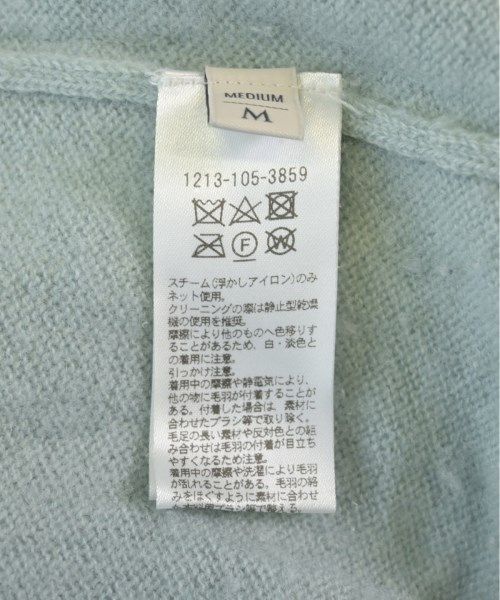 MEDIUM
M
1213-105-3859
F
W
スチーム(浮かしアイロン)のみ
ネット使用。
クリーニングの際は静止型乾燥
機の使用を推奨。
摩擦により他のものへ色移りす
ることがあるため、白・淡色と
の着用に注意。
引っかけ注意。
着用中の摩擦や静電気により、
他の物に毛羽が付着することが
ある。付着した場合は、素材に
合わせたブラシ等で取り除く。
毛足の長い素材や反対色との組
み合わせは毛羽の付着が目立ち
やすくなるため注意。
着用中の摩擦や洗濯により毛羽
が乱れることがある。毛羽の絡
みをほぐすように素材に合わせ